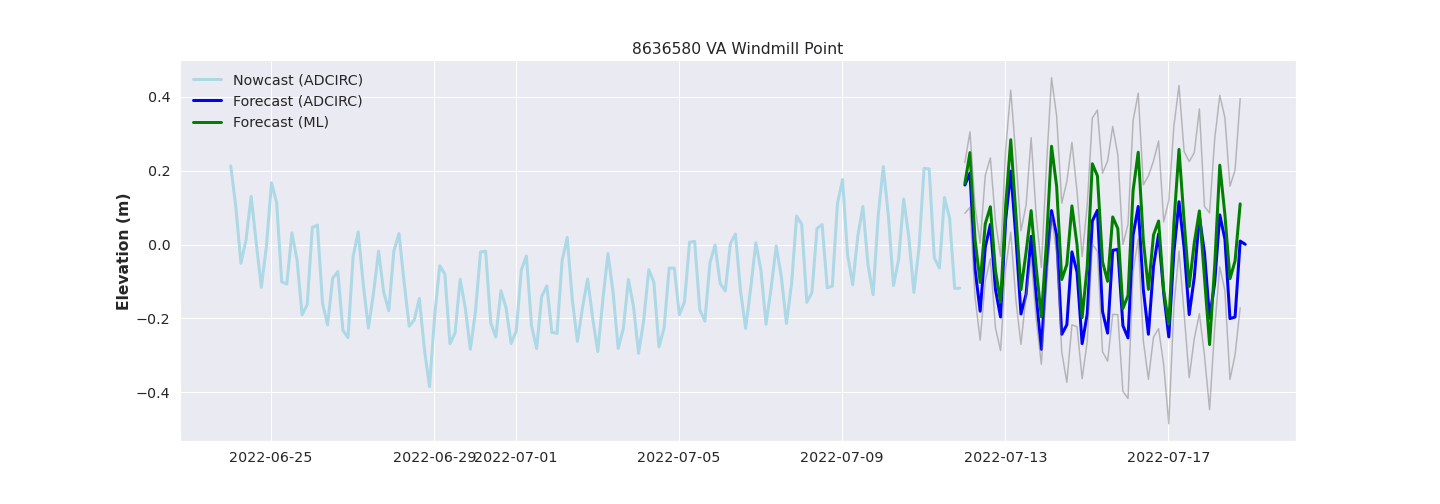 8636580 VA Windmill Point
Nowcast (ADCIRC)
Forecast (ADCIRC)
Forecast (ML)
Elevation (m)
0.4
0.2
0.0
−0.2
−0.4
2022-06-25
2022-06-29
2022-07-01
2022-07-05
2022-07-09
2022-07-13
2022-07-17